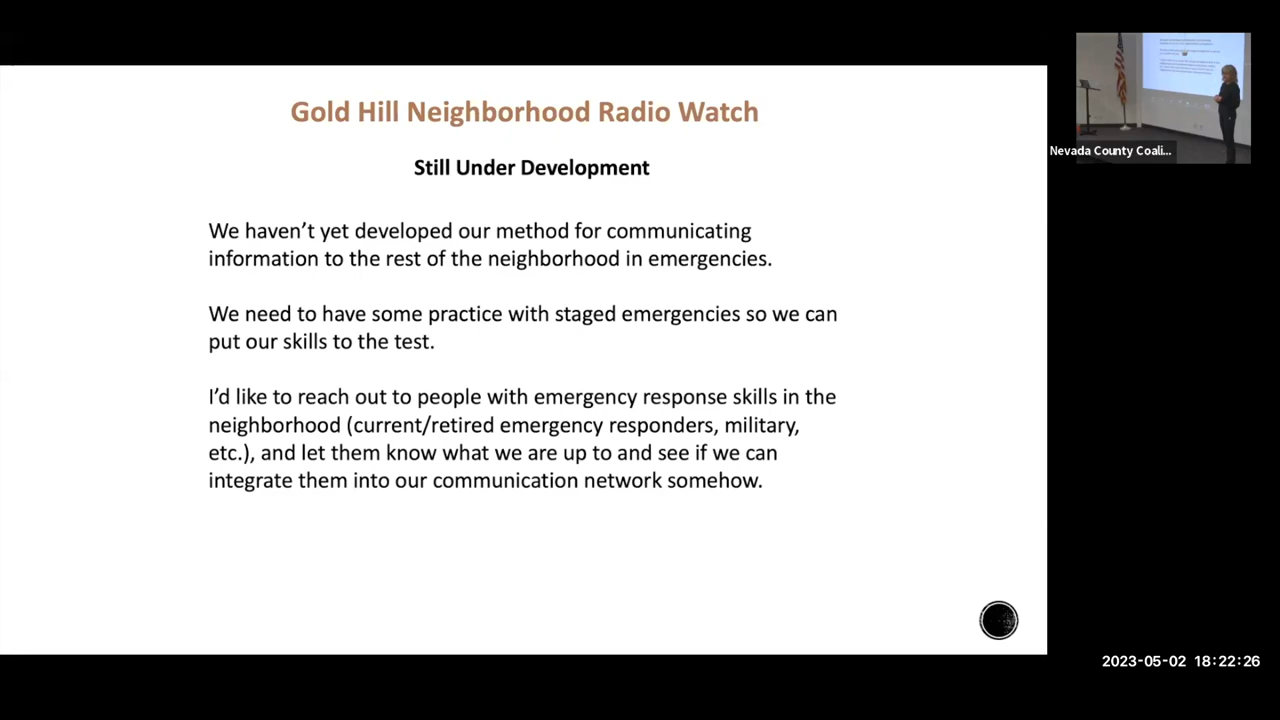 Gold Hill Neighborhood Radio Watch
Still Under Development
We haven’t yet developed our method for communicating
information to the rest of the neighborhood in emergencies.
We need to have some practice with staged emergencies so we can
put our skills to the test.
I’d like to reach out to people with emergency response skills in the
neighborhood (current/retired emergency responders, military,
etc.), and let them know what we are up to and see if we can
integrate them into our communication network somehow.
Nevada County Coali...
2023-05-02 18:22:26